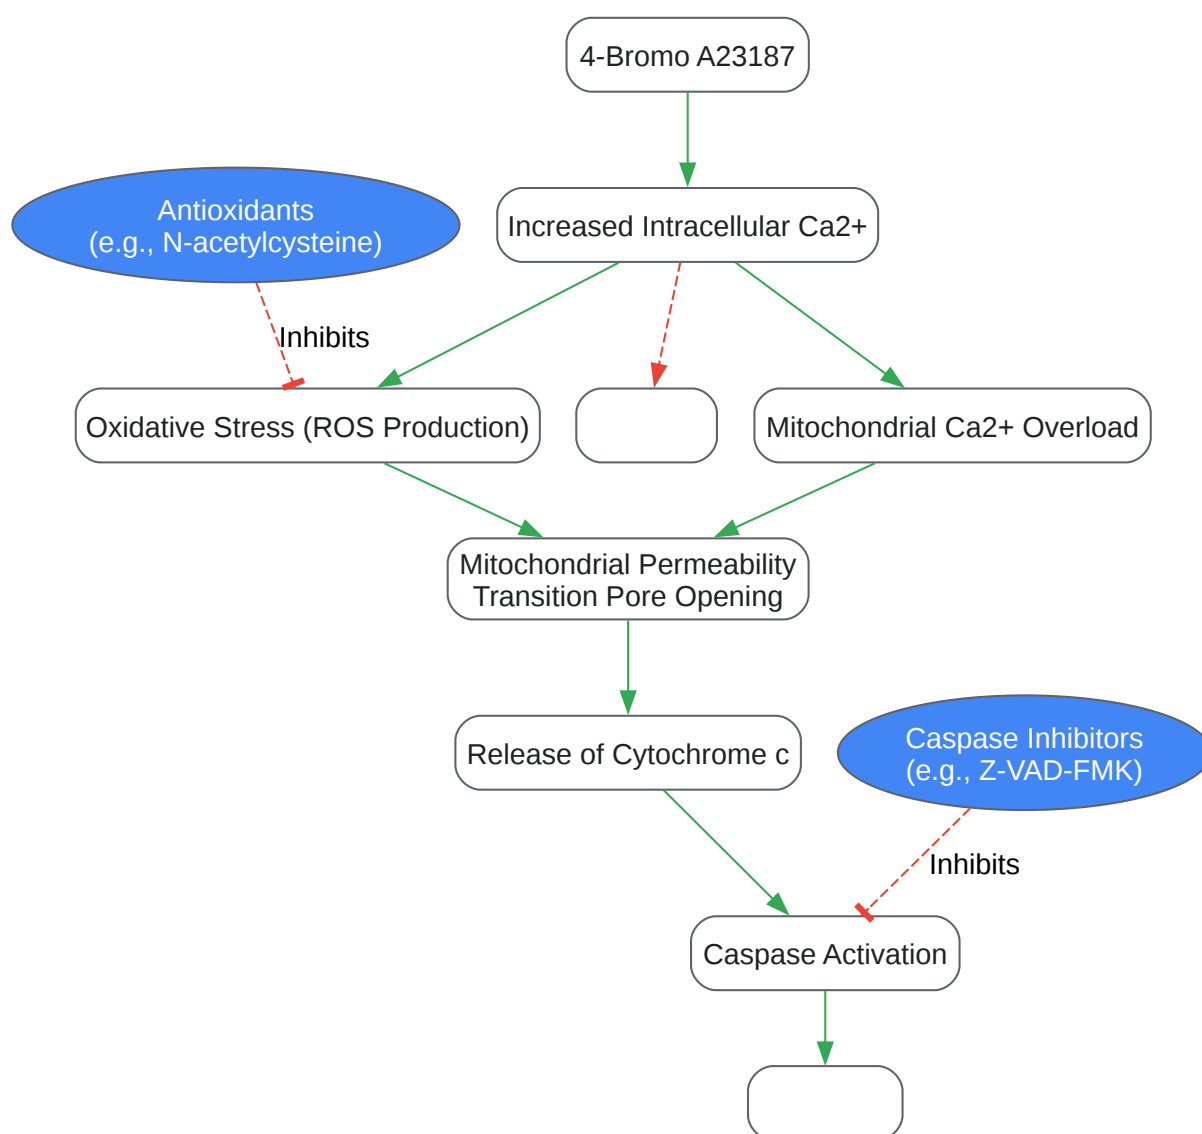 4-Bromo A23187
Antioxidants
(e.g., N-acetylcysteine)
Increased Intracellular Ca2+
Inhibits
Oxidative Stress (ROS Production)
Mitochondrial Ca2+ Overload
Mitochondrial Permeability
Transition Pore Opening
Release of Cytochrome c
Caspase Inhibitors
(e.g., Z-VAD-FMK)
Inhibits
Caspase Activation